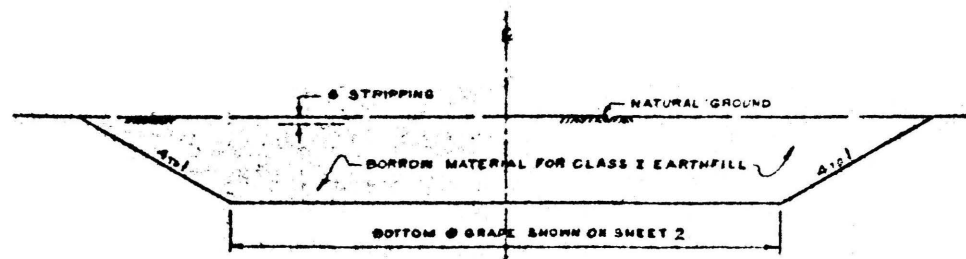 ℄
6 STRIPPING
NATURAL GROUND
BORROW MATERIAL FOR CLASS I EARTHFILL
4 TO 1
4 TO 1
BOTTOM @ GRADE SHOWN ON SHEET 2